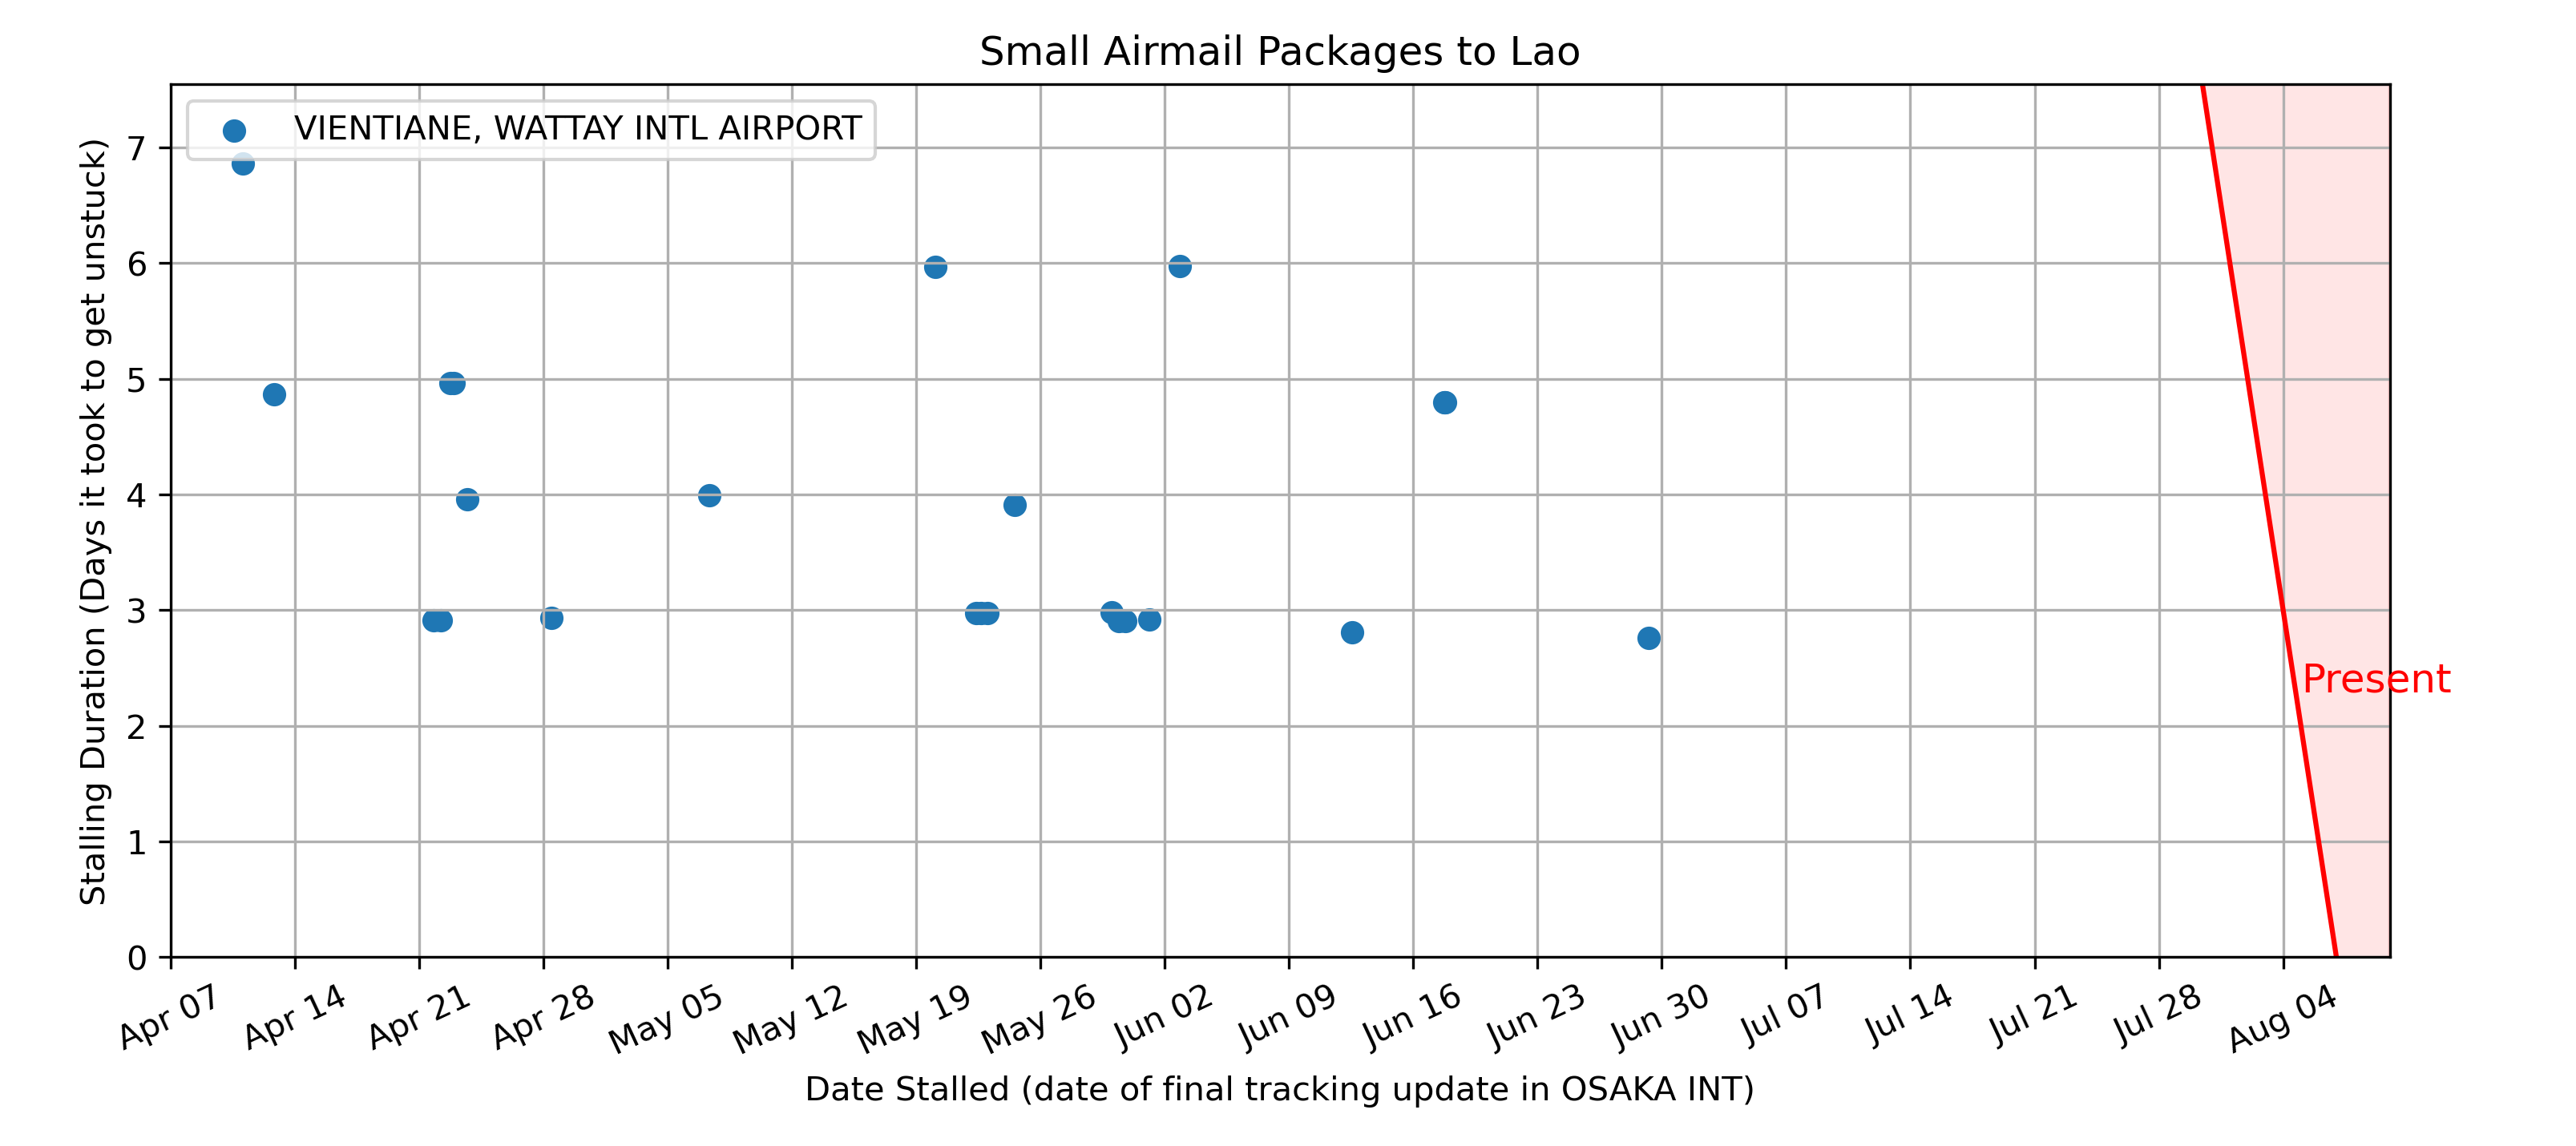 Small Airmail Packages to Lao
VIENTIANE, WATTAY INTL AIRPORT
Stalling Duration (Days it took to get unstuck)
7
6
5
4
3
2
1
0
Present
Apr 07
Apr 14
Apr 21
Apr 28
May 05
May 12
May 19
May 26
Jun 02
Jun 09
Jun 16
Jun 23
Jun 30
Jul 07
Jul 14
Jul 21
Jul 28
Aug 04
Date Stalled (date of final tracking update in OSAKA INT)